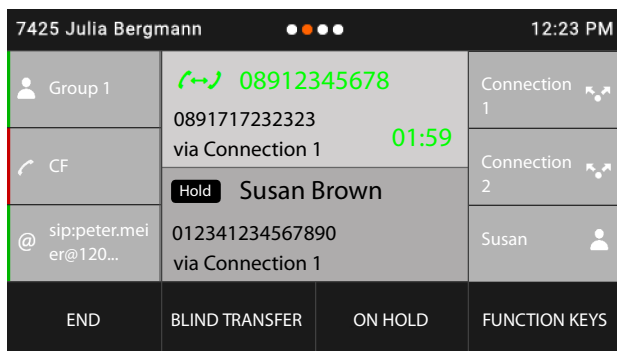 7425 Julia Bergmann
12:23 PM
Group 1
CF
@
sip:peter.mei
er@120...
08912345678
0891717232323
via Connection 1
01:59
Hold Susan Brown
012341234567890
via Connection 1
Connection
1
Connection
2
Susan
END
BLIND TRANSFER
ON HOLD
FUNCTION KEYS